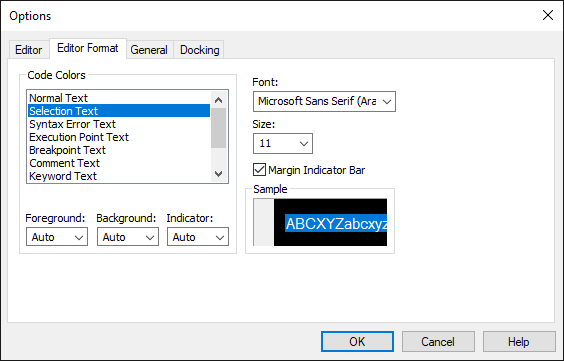 Options
Editor
Editor Format
General
Docking
Code Colors
Normal Text
Selection Text
Syntax Error Text
Execution Point Text
Breakpoint Text
Comment Text
Keyword Text
Foreground:
Background:
Indicator:
Auto
Auto
Auto
Font:
Microsoft Sans Serif (Ara
Size:
11
Margin Indicator Bar
Sample
ABCXYZabcxyz
OK
Cancel
Help